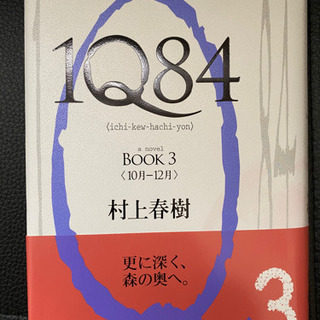 1Q84
〈ichi-kew-hachi-yon〉
a novel
BOOK 3
〈10月-12月〉
村上春樹
更に深く、
森の奥へ。
3